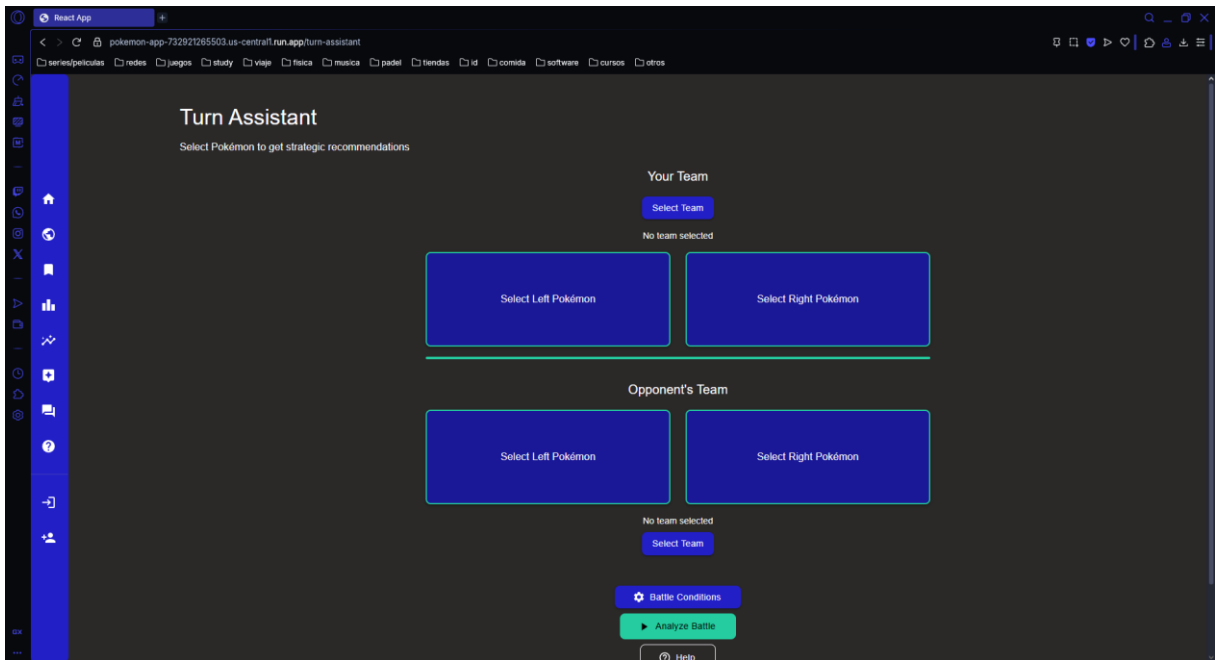 React App
pokemon-app-732921265503.us-central1.run.app/turn-assistant
series/peliculas redes juegos study viaje fisica musica padel tiendas id comida software cursos otros
Turn Assistant
Select Pokémon to get strategic recommendations
Your Team
Select Team
No team selected
Select Left Pokémon Select Right Pokémon
Opponent's Team
Select Left Pokémon Select Right Pokémon
No team selected
Select Team
Battle Conditions
Analyze Battle
Help
GX